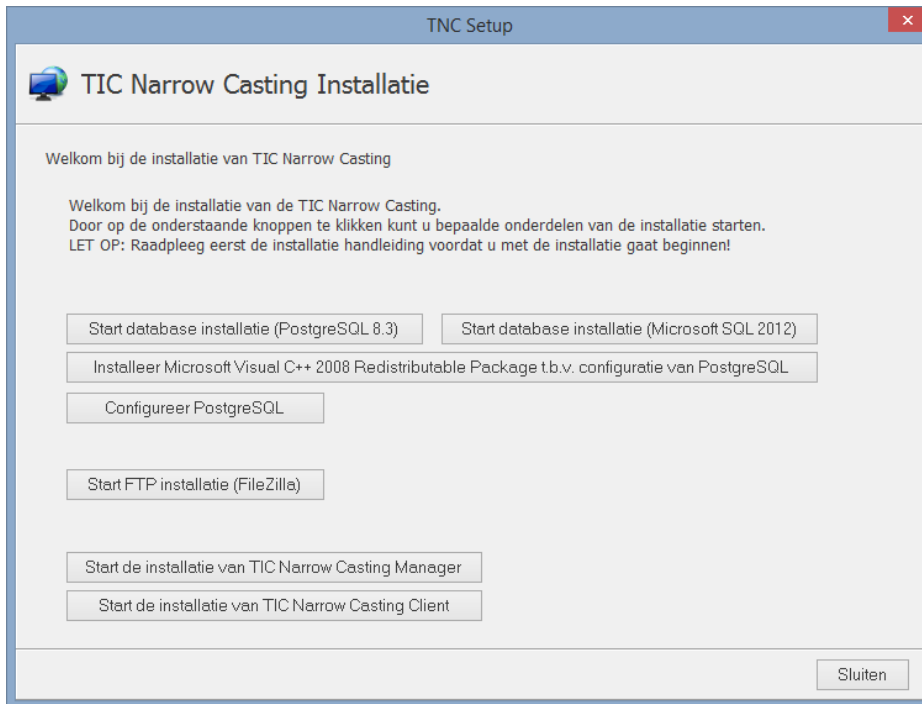 TNC Setup
TIC Narrow Casting Installatie
Welkom bij de installatie van TIC Narrow Casting
Welkom bij de installatie van de TIC Narrow Casting.
Door op de onderstaande knoppen te klikken kunt u bepaalde onderdelen van de installatie starten.
LET OP: Raadpleeg eerst de installatie handleiding voordat u met de installatie gaat beginnen!
Start database installatie (PostgreSQL 8.3)
Start database installatie (Microsoft SQL 2012)
Installeer Microsoft Visual C++ 2008 Redistributable Package t.b.v. configuratie van PostgreSQL
Configureer PostgreSQL
Start FTP installatie (FileZilla)
Start de installatie van TIC Narrow Casting Manager
Start de installatie van TIC Narrow Casting Client
Sluiten